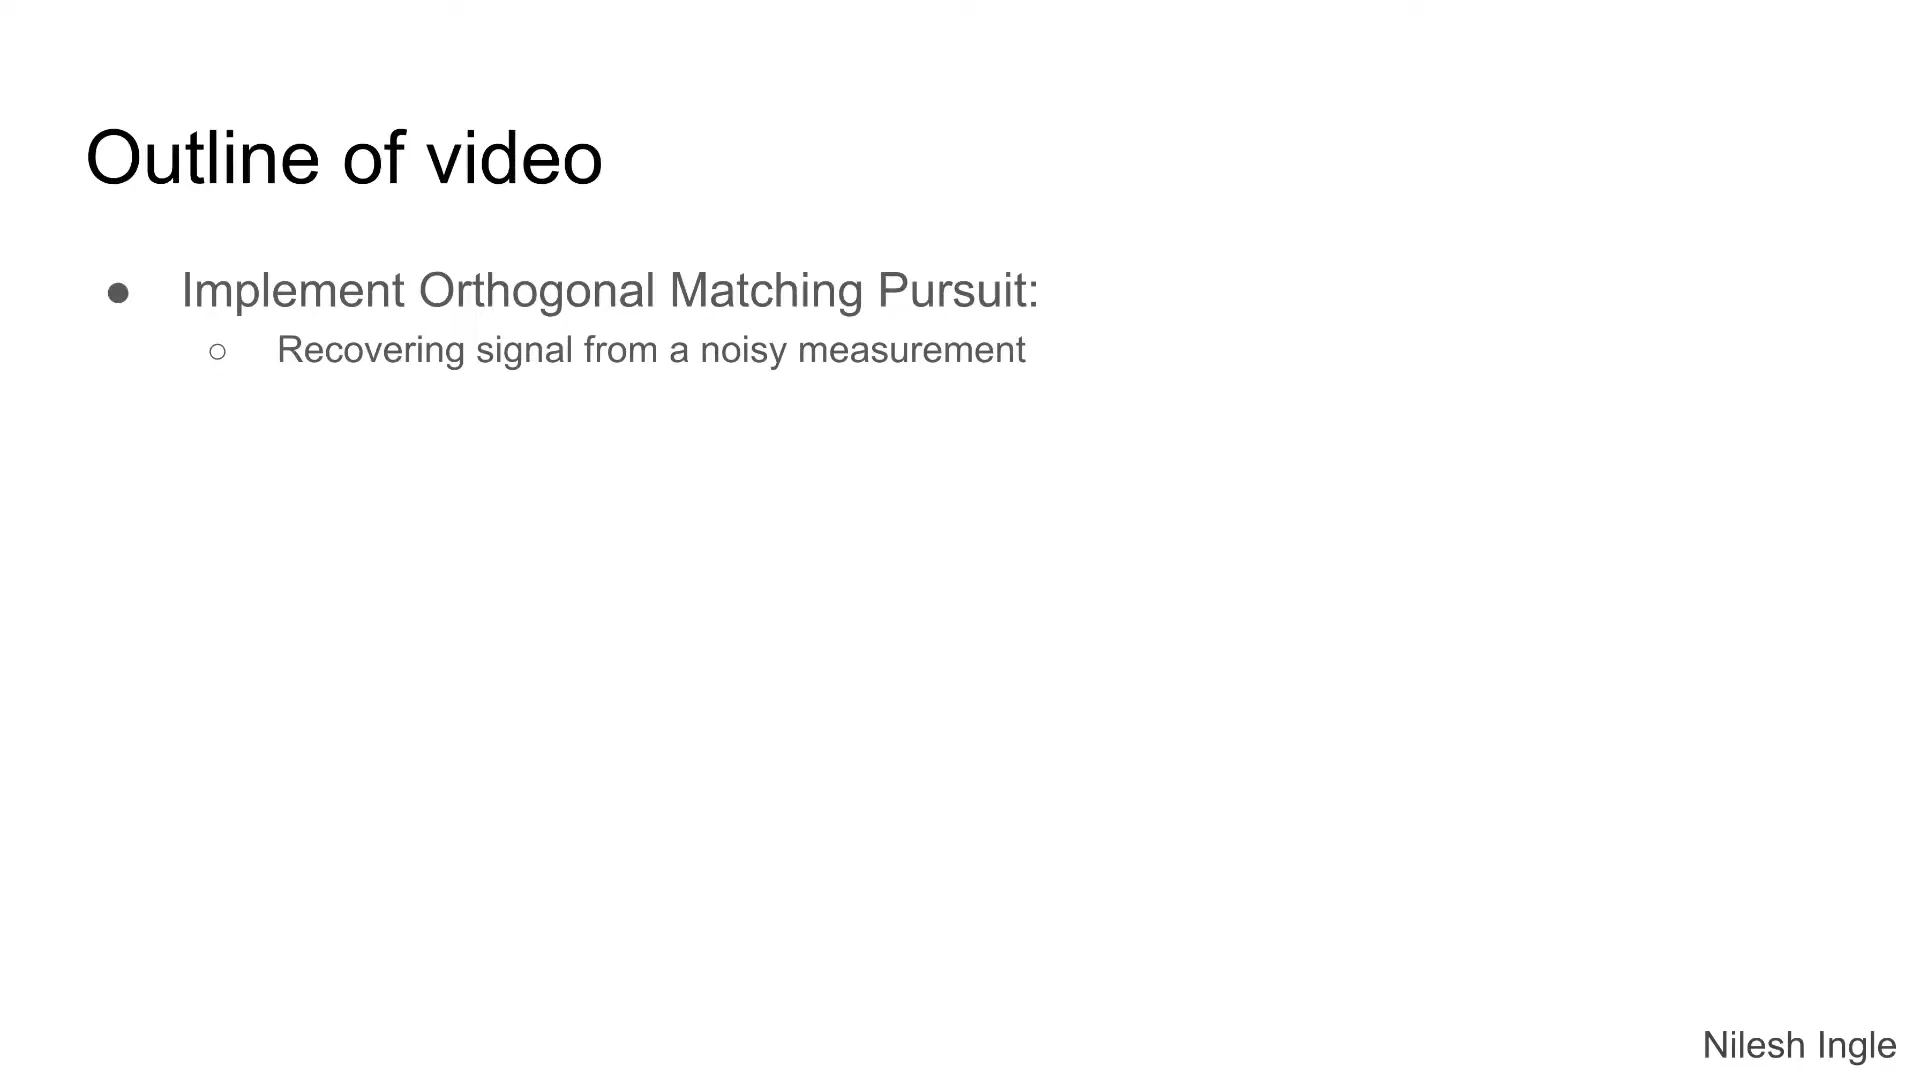 Outline of video
● Implement Orthogonal Matching Pursuit:
○ Recovering signal from a noisy measurement
Nilesh Ingle